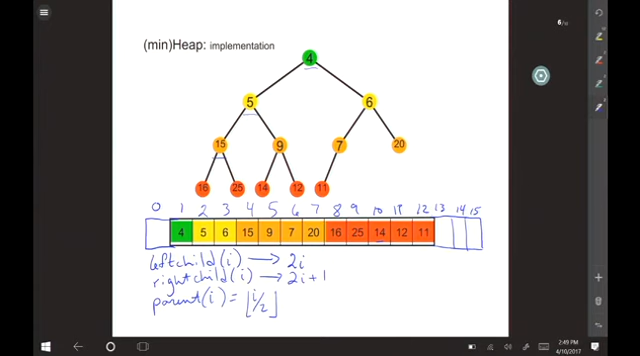 6/11
(min)Heap: implementation
4
5 6
15 9 7 20
16 25 14 12 11
0 1 2 3 4 5 6 7 8 9 10 11 12 13 14 15
4 5 6 15 9 7 20 16 25 14 12 11
leftchild(i) → 2i
rightchild(i) → 2i+1
parent(i) = ⌊i/2⌋
2:49 PM
4/10/2017